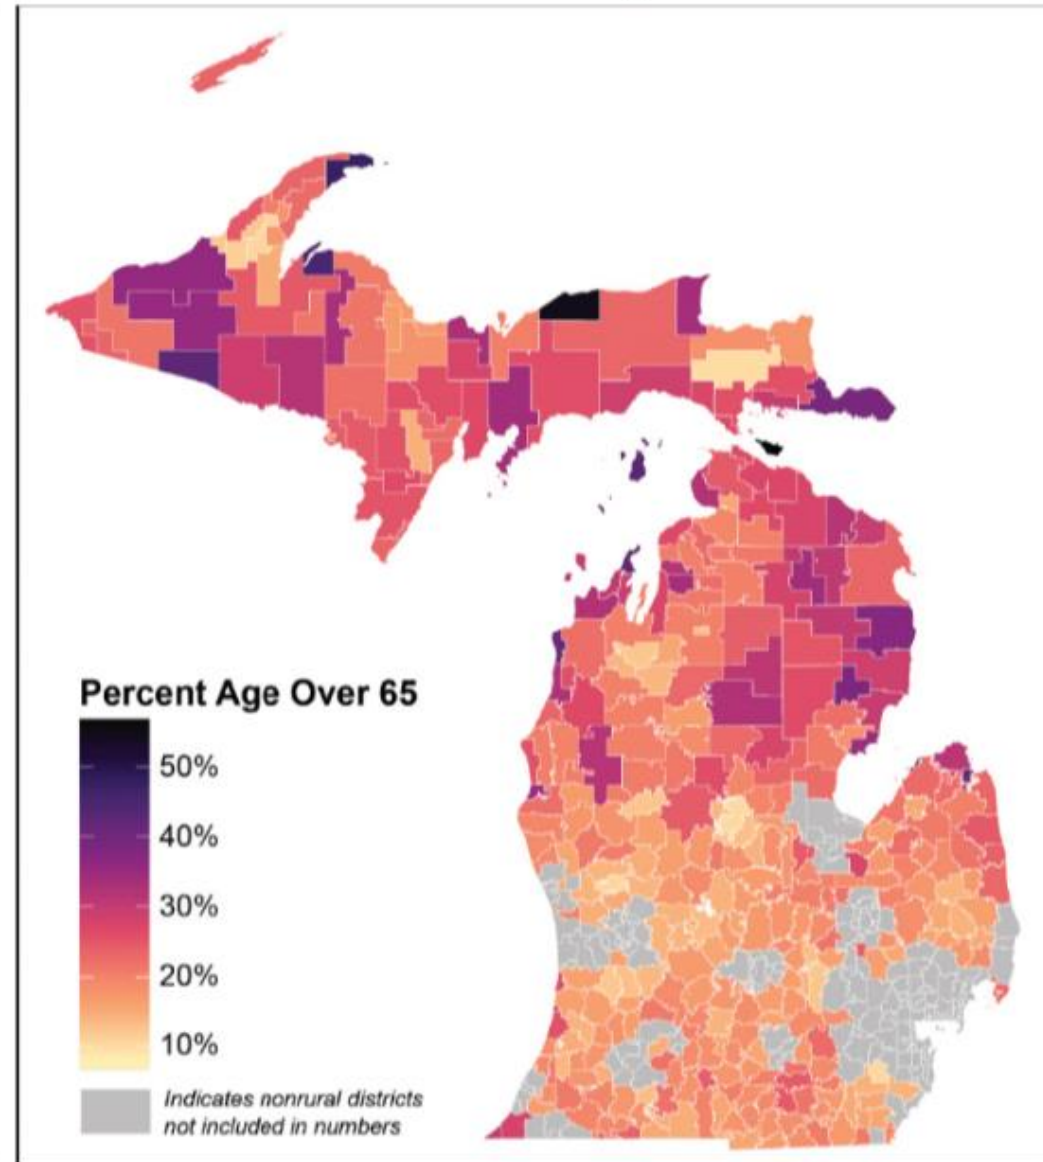 Percent Age Over 65
50%
40%
30%
20%
10%
Indicates nonrural districts
not included in numbers